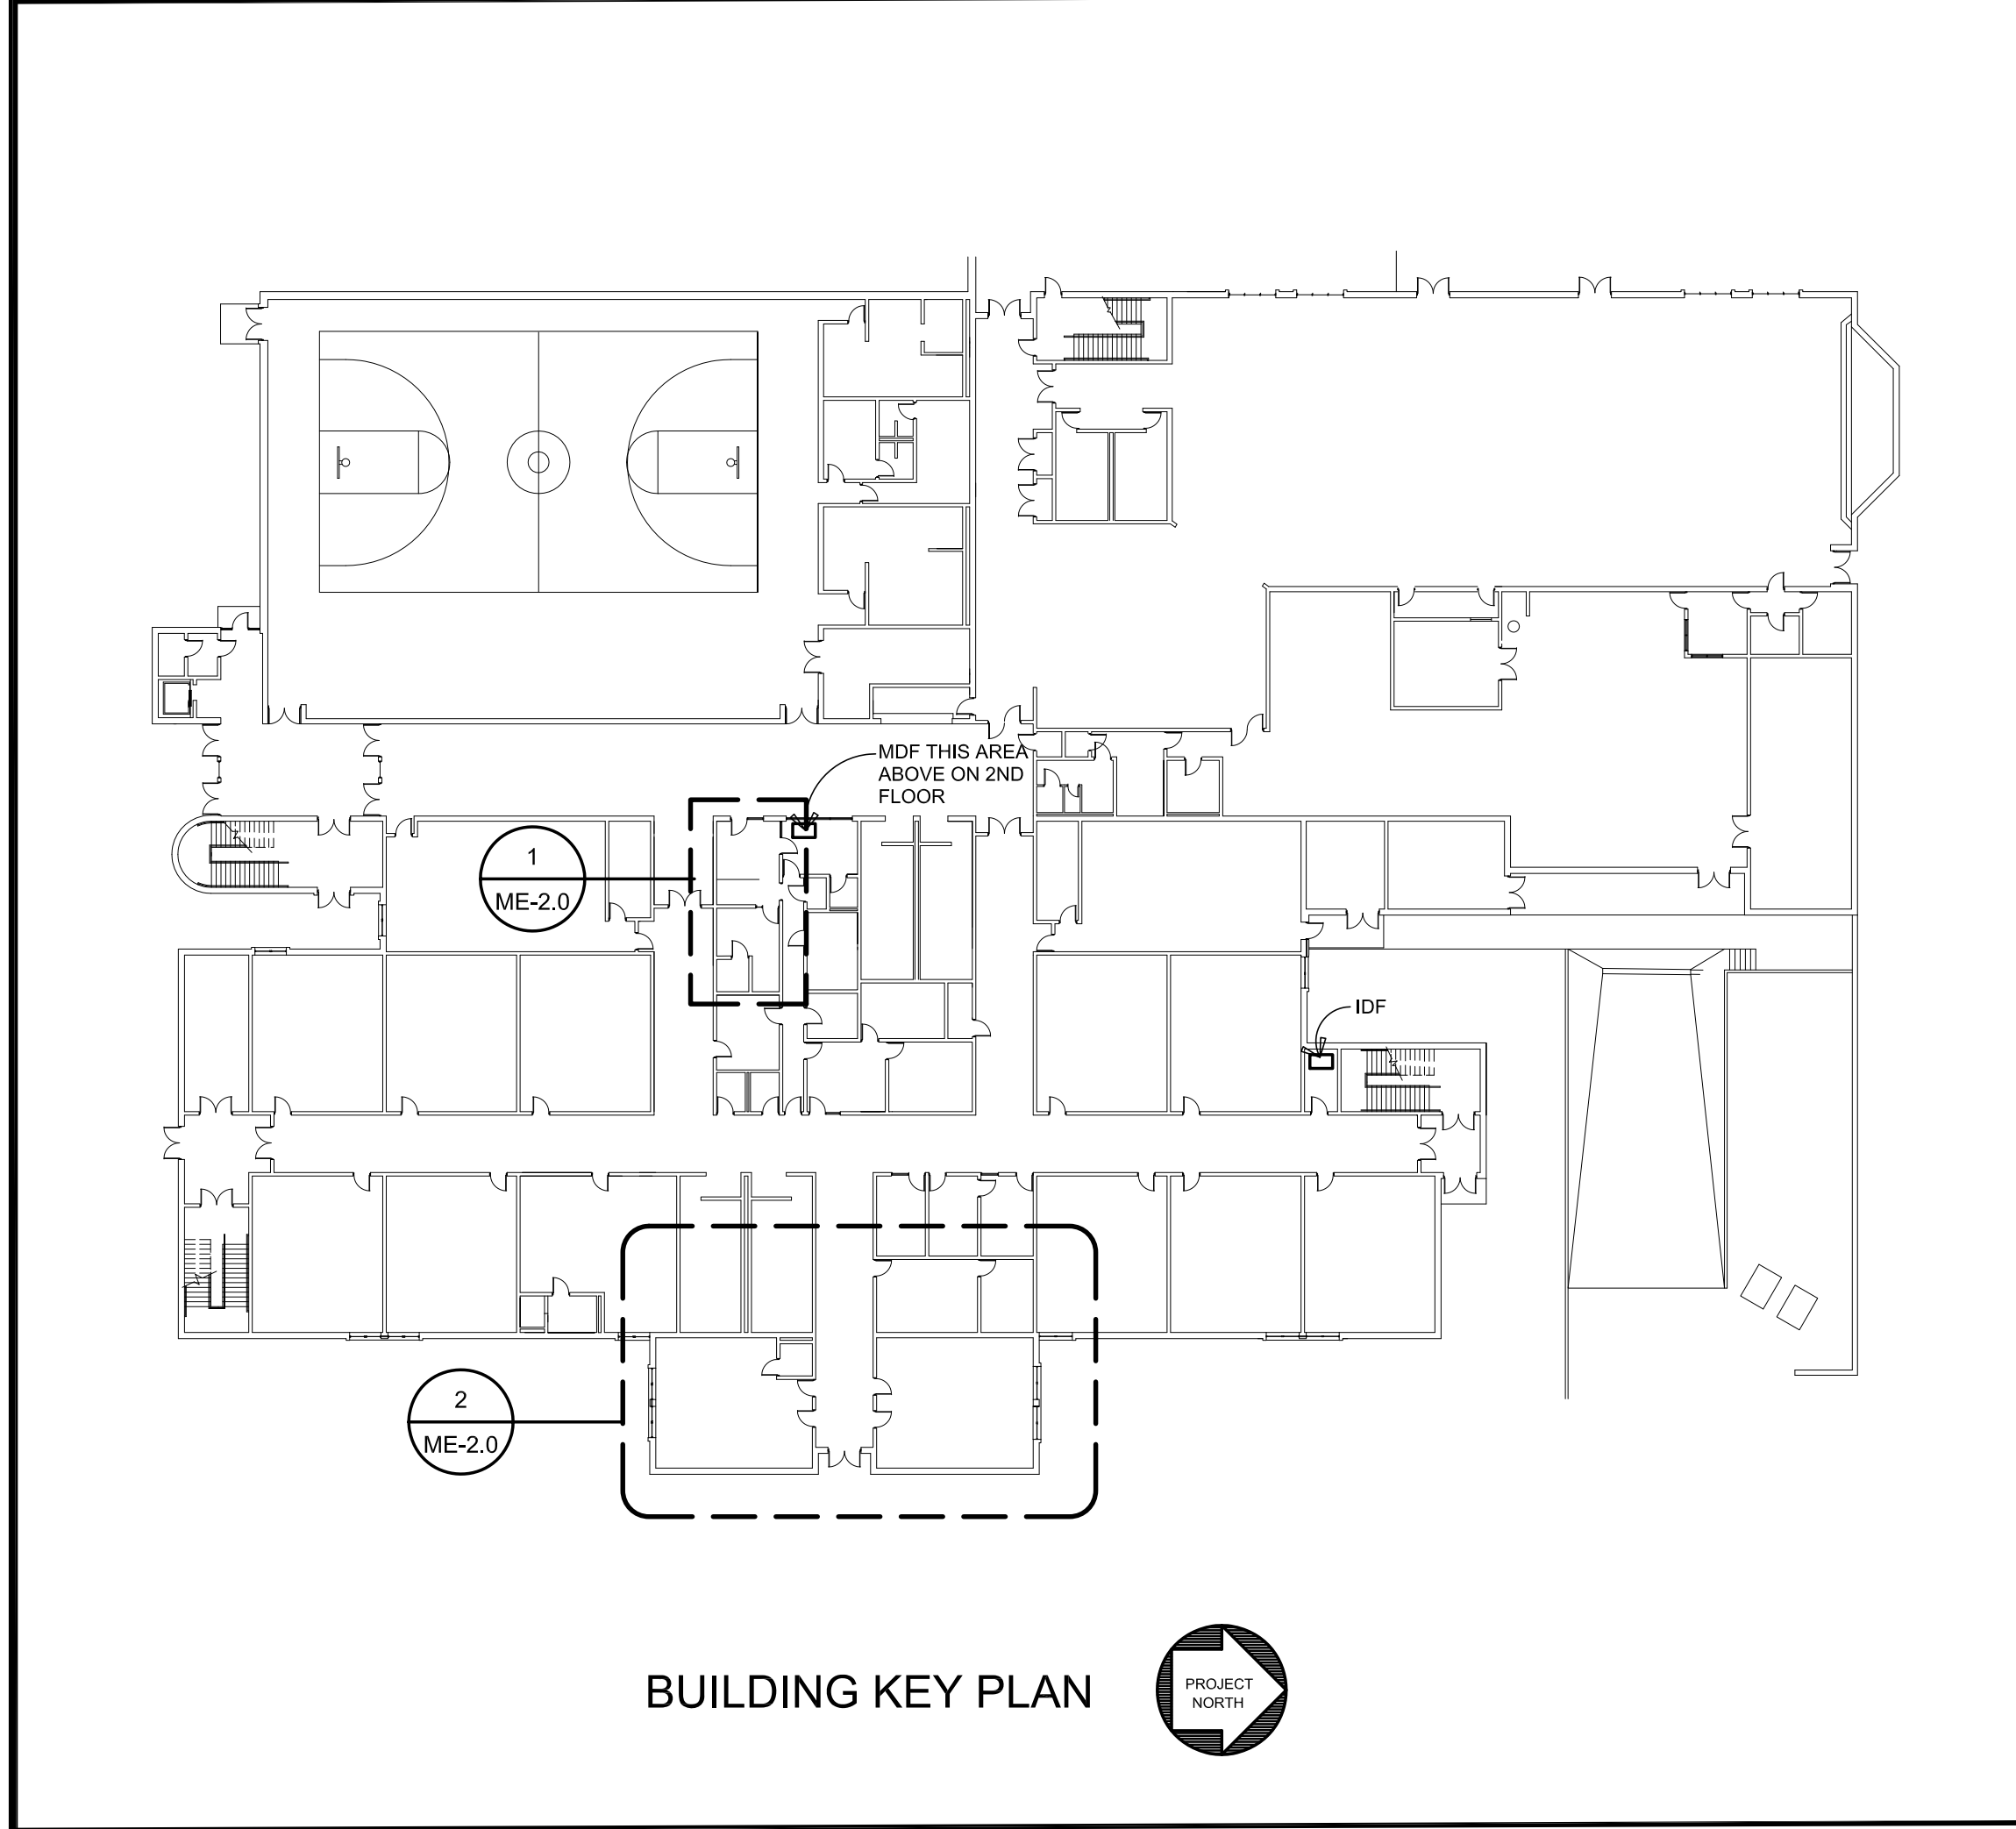 MDF THIS AREA
ABOVE ON 2ND
FLOOR
1
ME-2.0
IDF
2
ME-2.0
BUILDING KEY PLAN
PROJECT
NORTH